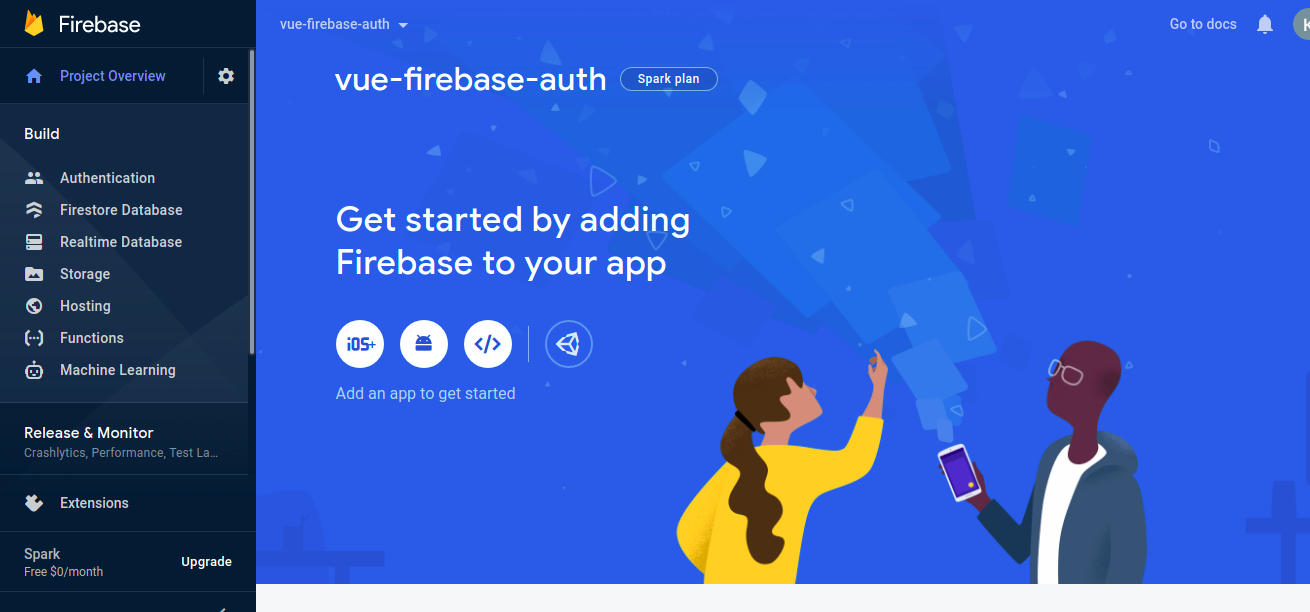 Firebase
Project Overview
Build
Authentication
Firestore Database
Realtime Database
Storage
Hosting
Functions
Machine Learning
Release & Monitor
Crashlytics, Performance, Test La...
Extensions
Spark
Free $0/month
Upgrade
vue-firebase-auth
Go to docs
K
vue-firebase-auth Spark plan
Get started by adding
Firebase to your app
iOS+
</>
Add an app to get started